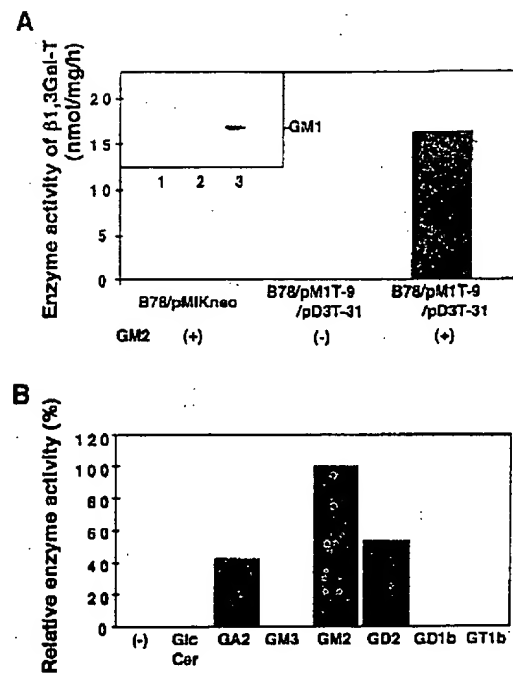 A
Enzyme activity of β1,3Gal-T
(nmol/mg/h)
20
15
10
5
0
GM1
1 2 3
B78/pMIKneo B78/pM1T-9 B78/pM1T-9
/pD3T-31 /pD3T-31
GM2 (+) (-) (+)
B
Relative enzyme activity (%)
120
100
80
60
40
20
0
(-) Glc GA2 GM3 GM2 GD2 GD1b GT1b
Cer